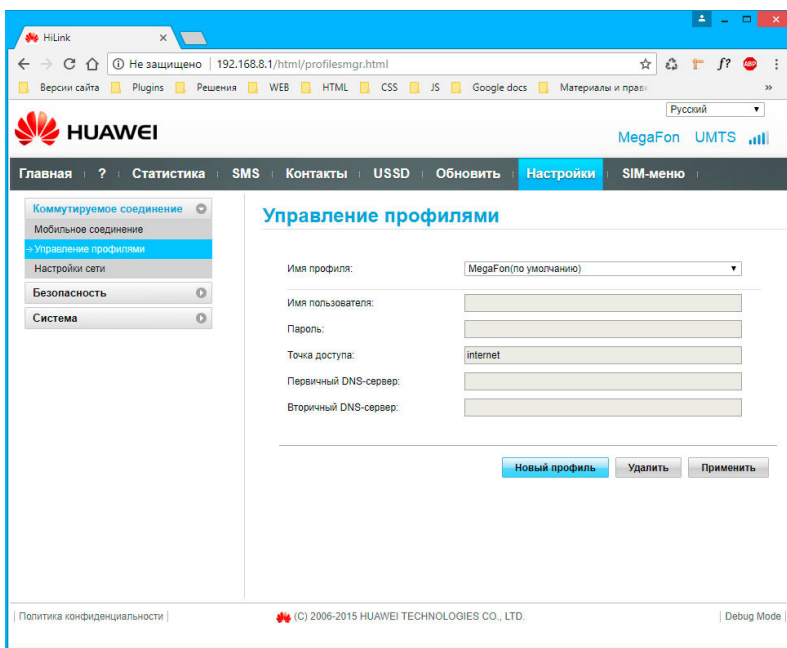 HiLink
Не защищено | 192.168.8.1/html/profilesmgr.html
f?
ABP
Версии сайта Plugins Решения WEB HTML CSS JS Google docs Материалы и прав
»
Русский
HUAWEI
MegaFon UMTS
Главная ? Статистика SMS Контакты USSD Обновить Настройки SIM-меню
Коммутируемое соединение
Мобильное соединение
→Управление профилями
Настройки сети
Безопасность
Система
Управление профилями
Имя профиля: MegaFon(по умолчанию)
Имя пользователя:
Пароль:
Точка доступа: internet
Первичный DNS-сервер:
Вторичный DNS-сервер:
Новый профиль Удалить Применить
Политика конфиденциальности | (C) 2006-2015 HUAWEI TECHNOLOGIES CO., LTD. | Debug Mode |